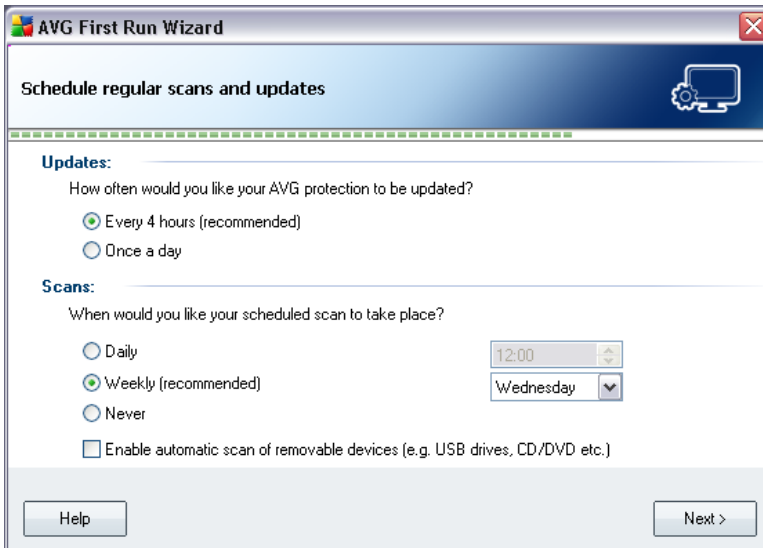 AVG First Run Wizard
Schedule regular scans and updates
Updates:
How often would you like your AVG protection to be updated?
Every 4 hours (recommended)
Once a day
Scans:
When would you like your scheduled scan to take place?
Daily
12:00
Weekly (recommended)
Wednesday
Never
Enable automatic scan of removable devices (e.g. USB drives, CD/DVD etc.)
Help
Next >